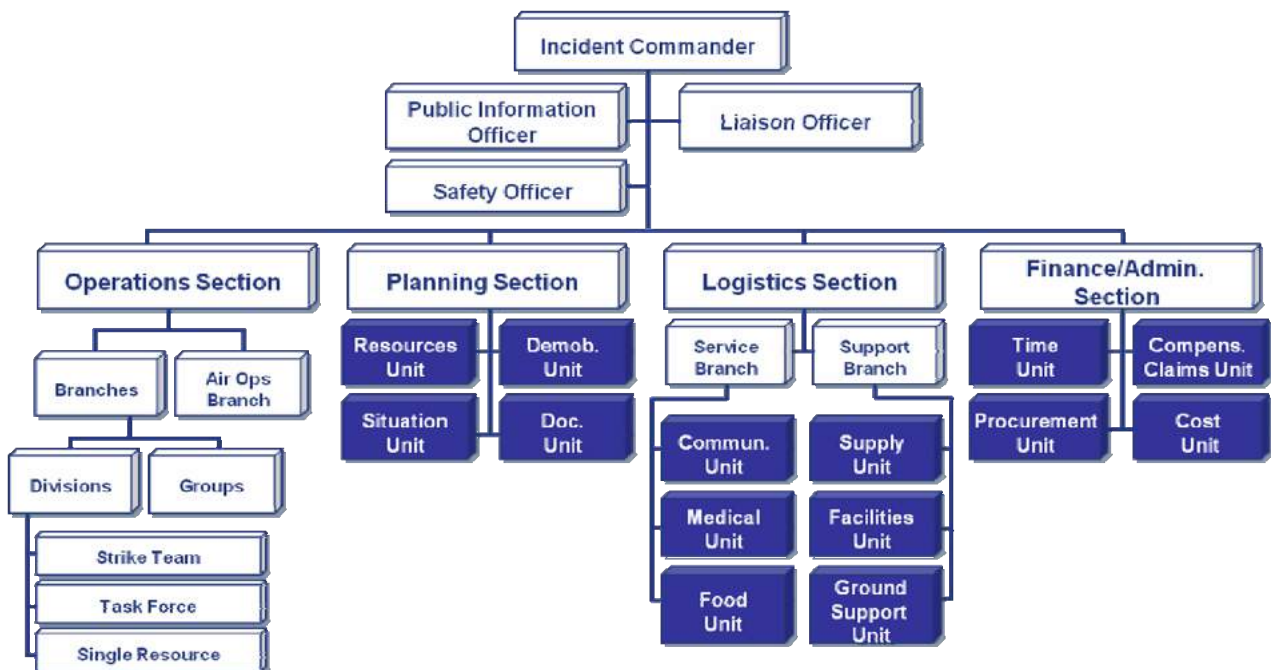 Incident Commander
Public Information
Officer
Liaison Officer
Safety Officer
Operations Section
Planning Section
Logistics Section
Finance/Admin.
Section
Branches
Air Ops
Branch
Divisions
Groups
Strike Team
Task Force
Single Resource
Resources
Unit
Demob.
Unit
Situation
Unit
Doc.
Unit
Service
Branch
Support
Branch
Commun.
Unit
Supply
Unit
Medical
Unit
Facilities
Unit
Food
Unit
Ground
Support
Unit
Time
Unit
Compens.
Claims Unit
Procurement
Unit
Cost
Unit